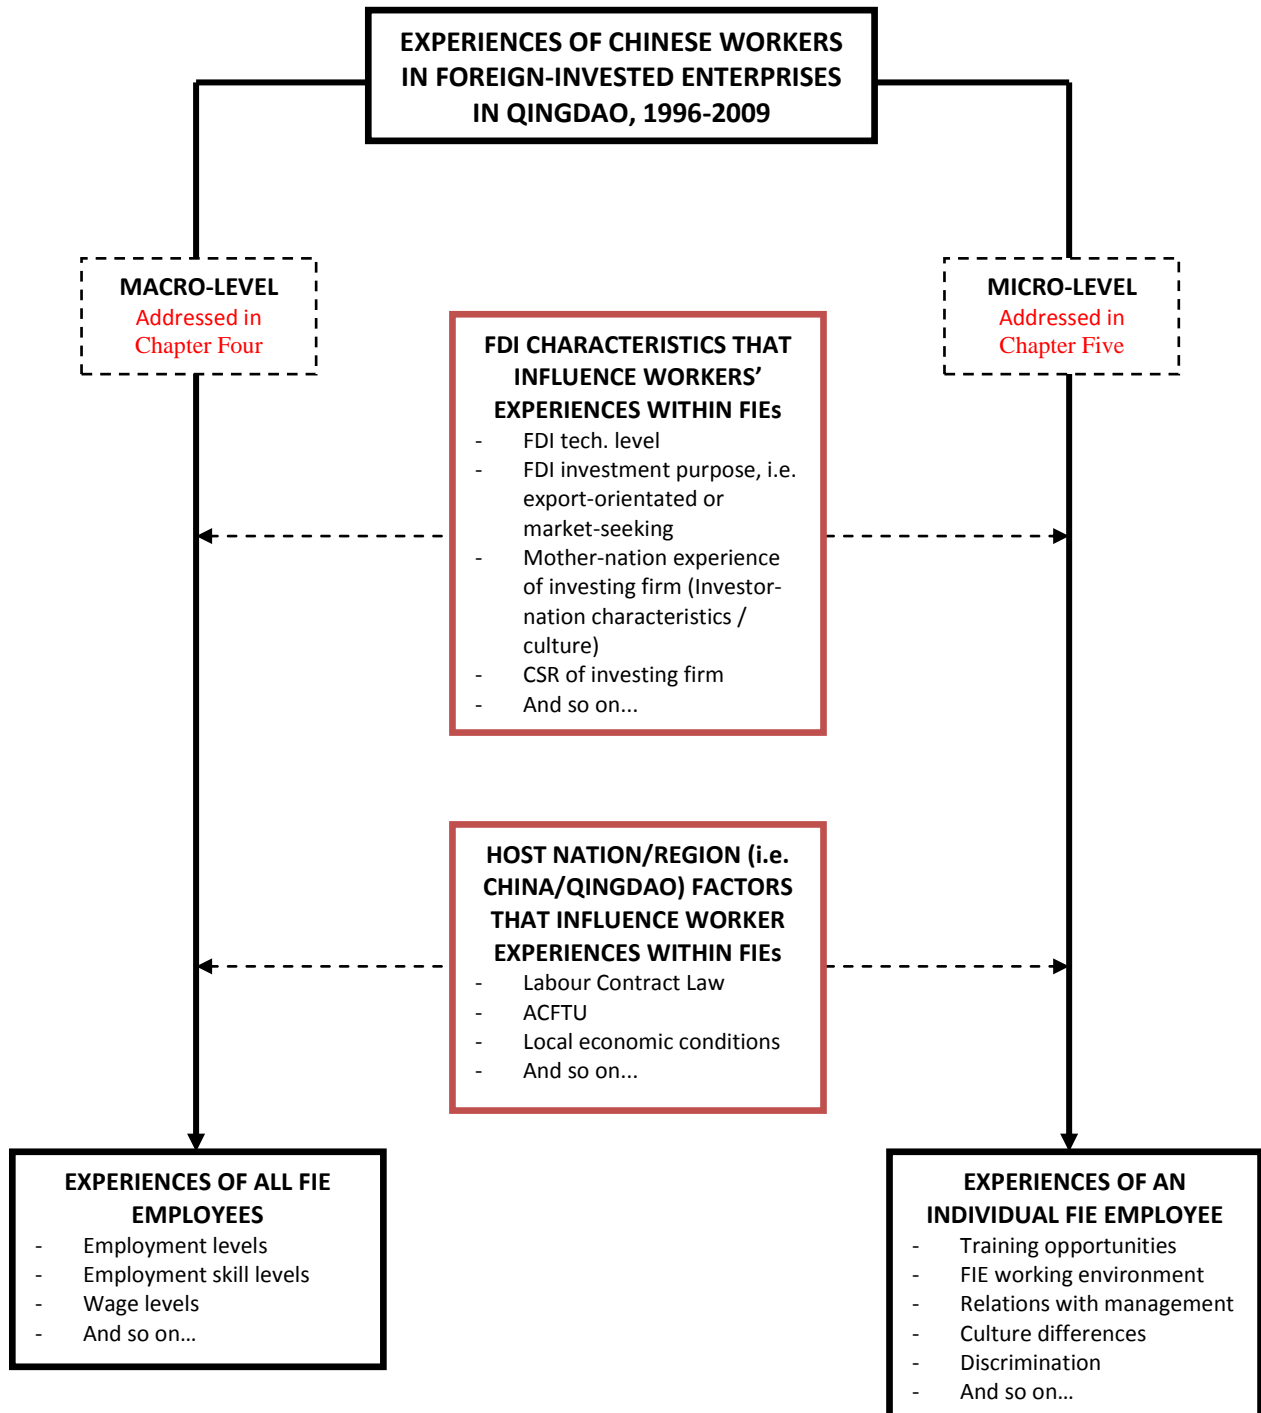 EXPERIENCES OF CHINESE WORKERS
IN FOREIGN-INVESTED ENTERPRISES
IN QINGDAO, 1996-2009
MACRO-LEVEL
Addressed in
Chapter Four
MICRO-LEVEL
Addressed in
Chapter Five
FDI CHARACTERISTICS THAT
INFLUENCE WORKERS’
EXPERIENCES WITHIN FIEs
- FDI tech. level
- FDI investment purpose, i.e.
export-orientated or
market-seeking
- Mother-nation experience
of investing firm (Investor-
nation characteristics /
culture)
- CSR of investing firm
- And so on...
HOST NATION/REGION (i.e.
CHINA/QINGDAO) FACTORS
THAT INFLUENCE WORKER
EXPERIENCES WITHIN FIEs
- Labour Contract Law
- ACFTU
- Local economic conditions
- And so on...
EXPERIENCES OF ALL FIE
EMPLOYEES
- Employment levels
- Employment skill levels
- Wage levels
- And so on…
EXPERIENCES OF AN
INDIVIDUAL FIE EMPLOYEE
- Training opportunities
- FIE working environment
- Relations with management
- Culture differences
- Discrimination
- And so on…